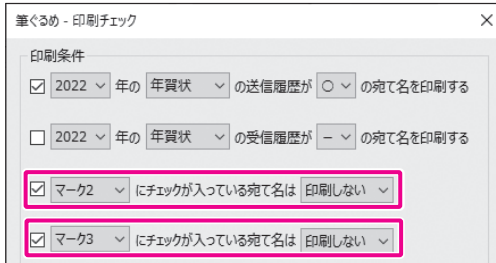 筆ぐるめ - 印刷チェック
印刷条件
2022 年の 年賀状 の送信履歴が ○ の宛て名を印刷する
2022 年の 年賀状 の受信履歴が － の宛て名を印刷する
マーク2 にチェックが入っている宛て名は 印刷しない
マーク3 にチェックが入っている宛て名は 印刷しない